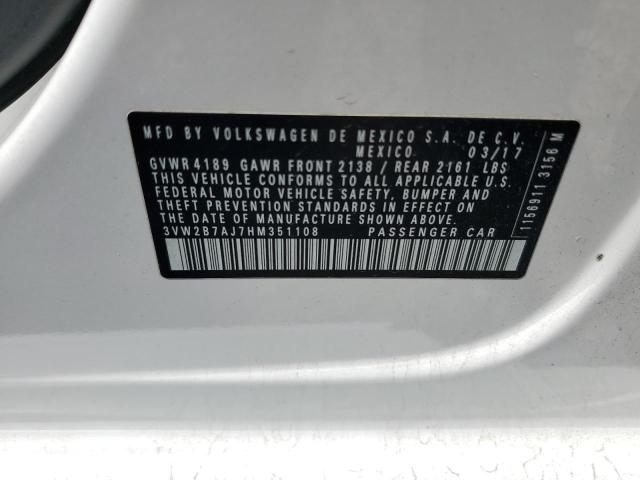 MFD BY VOLKSWAGEN DE MEXICO S.A. DE C.V.
MEXICO 03/17
GVWR 4189 GAWR FRONT 2138 / REAR 2161 LBS
THIS VEHICLE CONFORMS TO ALL APPLICABLE U.S.
FEDERAL MOTOR VEHICLE SAFETY, BUMPER AND
THEFT PREVENTION STANDARDS IN EFFECT ON
THE DATE OF MANUFACTURE SHOWN ABOVE.
3VW2B7AJ7HM351108 PASSENGER CAR
1156911 3156 M